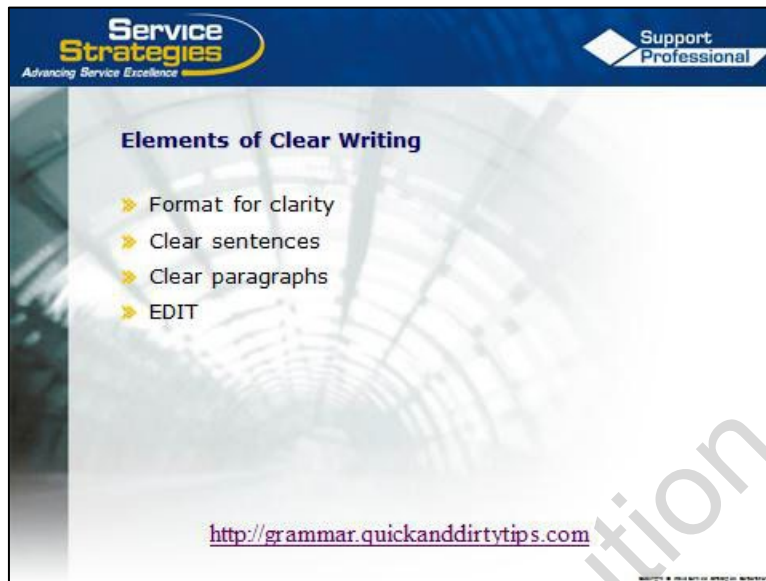 Service
Strategies
Advancing Service Excellence
Support
Professional
Elements of Clear Writing
Format for clarity
Clear sentences
Clear paragraphs
EDIT
http://grammar.quickanddirtytips.com